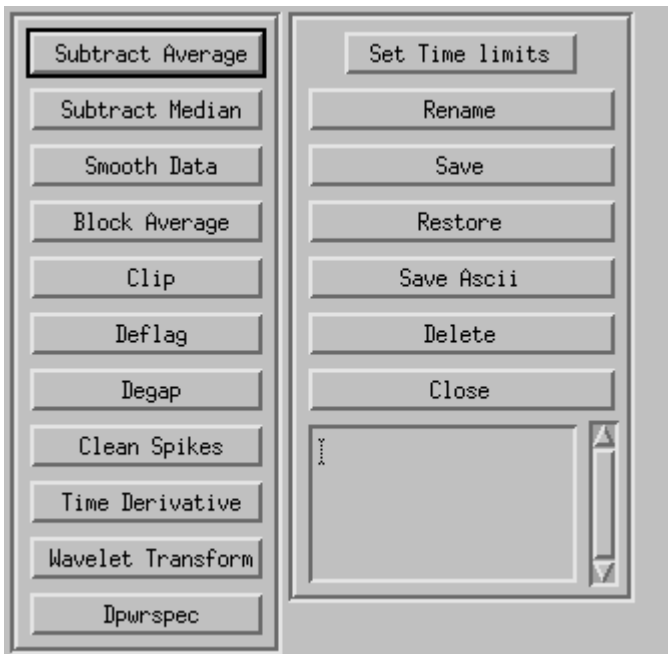 Subtract Average
Subtract Median
Smooth Data
Block Average
Clip
Deflag
Degap
Clean Spikes
Time Derivative
Wavelet Transform
Dpwrspec
Set Time limits
Rename
Save
Restore
Save Ascii
Delete
Close